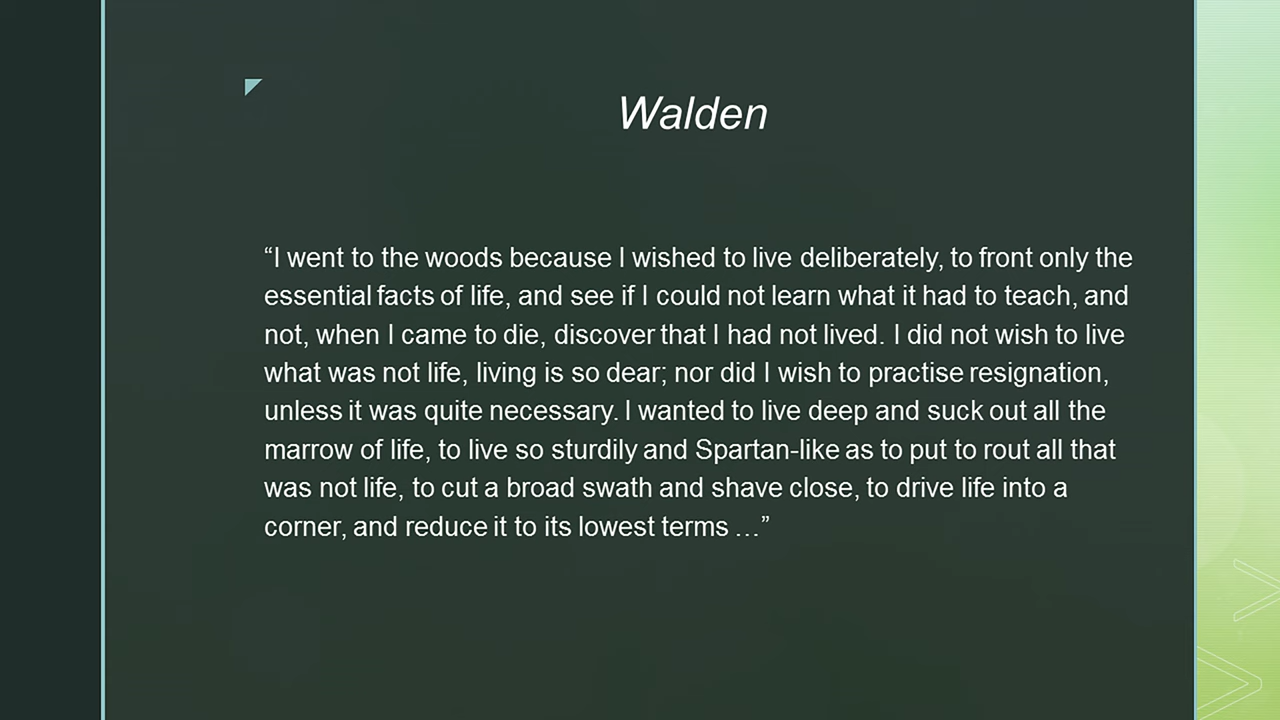 Walden
“I went to the woods because I wished to live deliberately, to front only the
essential facts of life, and see if I could not learn what it had to teach, and
not, when I came to die, discover that I had not lived. I did not wish to live
what was not life, living is so dear; nor did I wish to practise resignation,
unless it was quite necessary. I wanted to live deep and suck out all the
marrow of life, to live so sturdily and Spartan-like as to put to rout all that
was not life, to cut a broad swath and shave close, to drive life into a
corner, and reduce it to its lowest terms …”